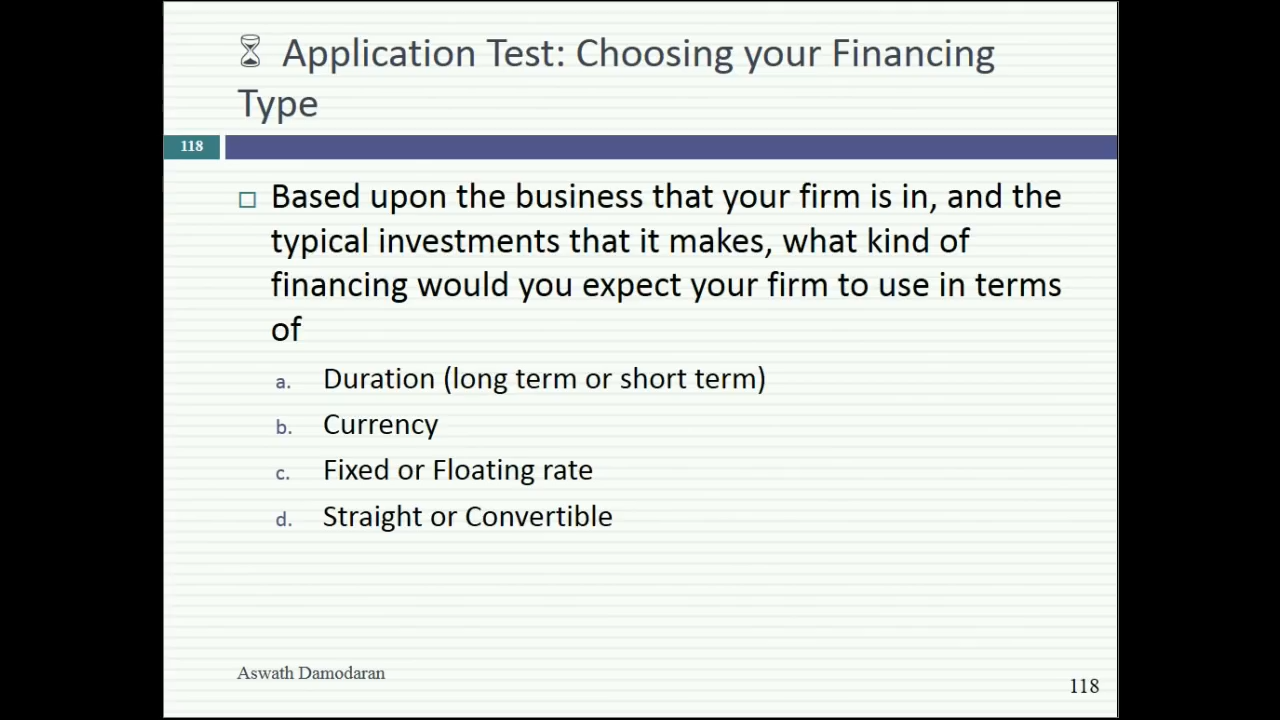 Application Test: Choosing your Financing
Type
118
Based upon the business that your firm is in, and the
typical investments that it makes, what kind of
financing would you expect your firm to use in terms
of
a. Duration (long term or short term)
b. Currency
c. Fixed or Floating rate
d. Straight or Convertible
Aswath Damodaran
118